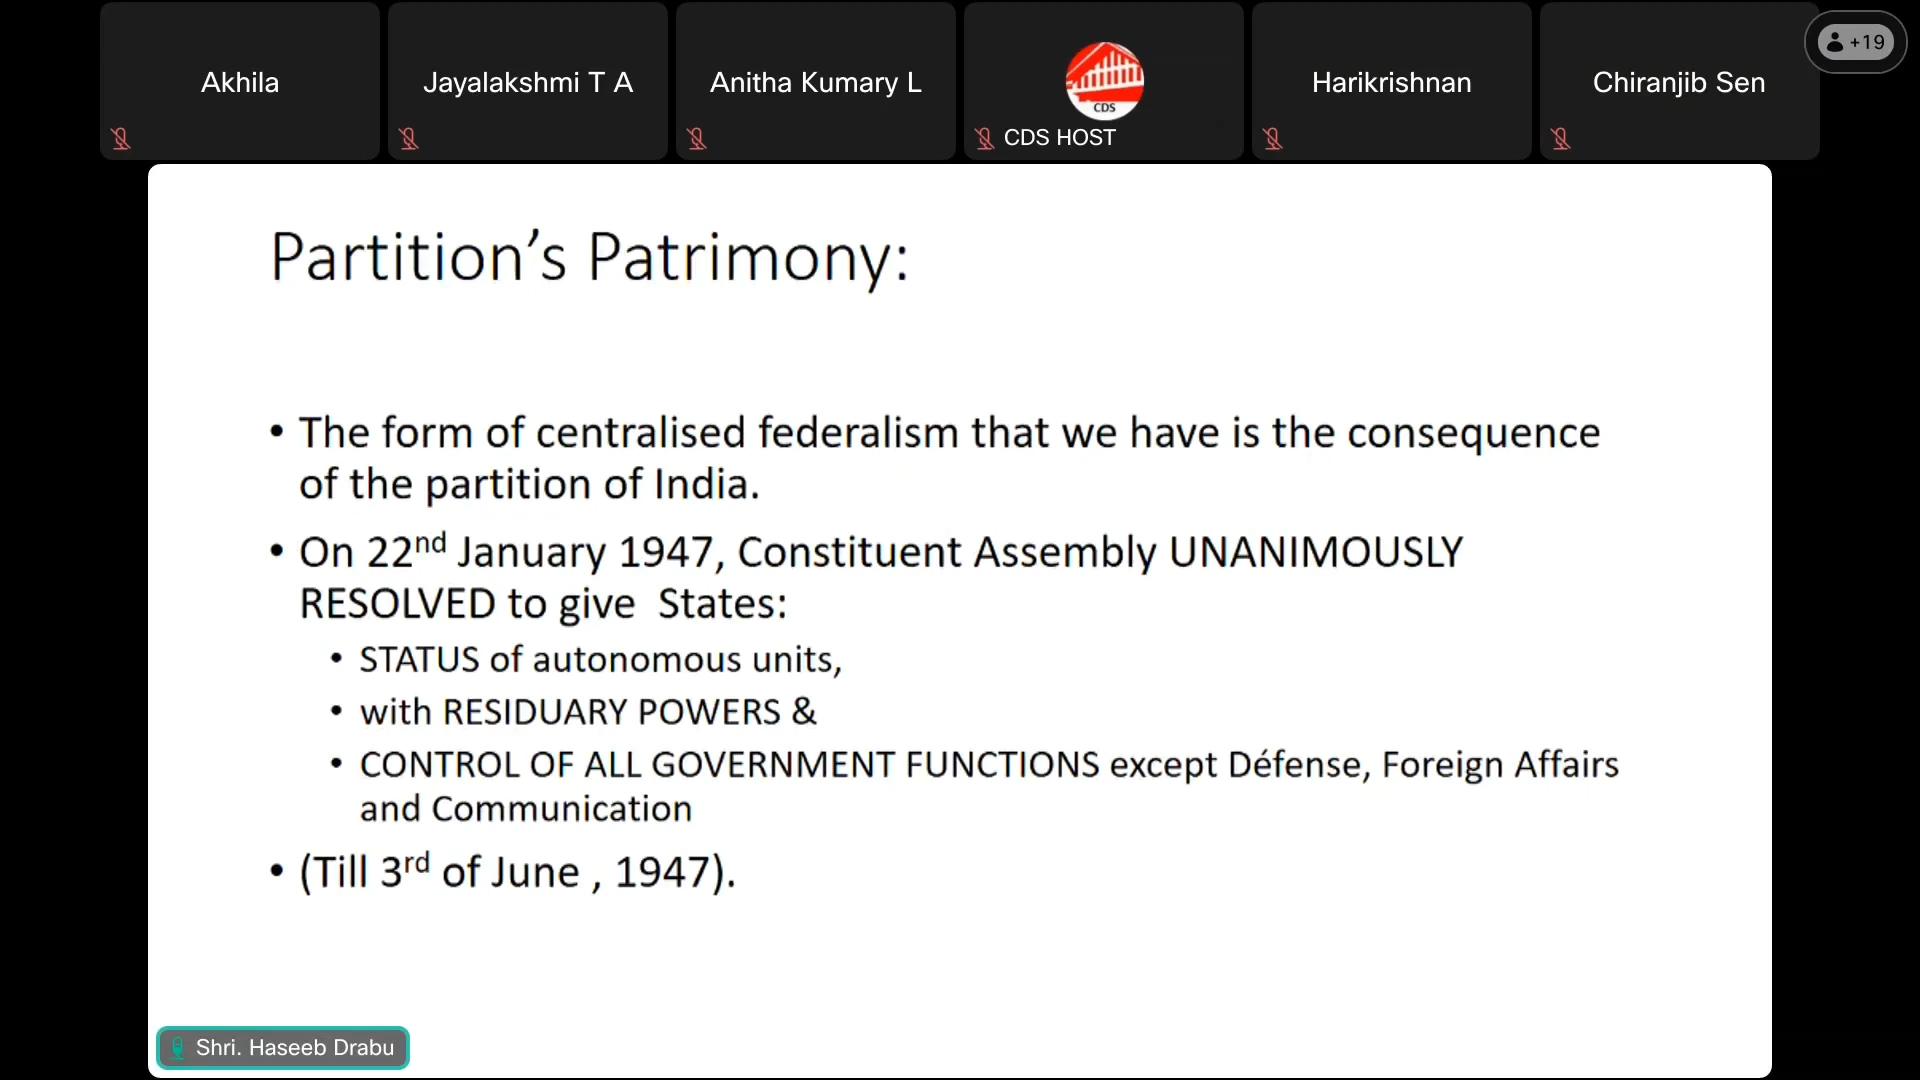 Akhila
Jayalakshmi T A
Anitha Kumary L
CDS
CDS HOST
Harikrishnan
Chiranjib Sen
+19
Partition’s Patrimony:
• The form of centralised federalism that we have is the consequence
of the partition of India.
• On 22nd January 1947, Constituent Assembly UNANIMOUSLY
RESOLVED to give  States:
• STATUS of autonomous units,
• with RESIDUARY POWERS &
• CONTROL OF ALL GOVERNMENT FUNCTIONS except Défense, Foreign Affairs
and Communication
• (Till 3rd of June , 1947).
Shri. Haseeb Drabu